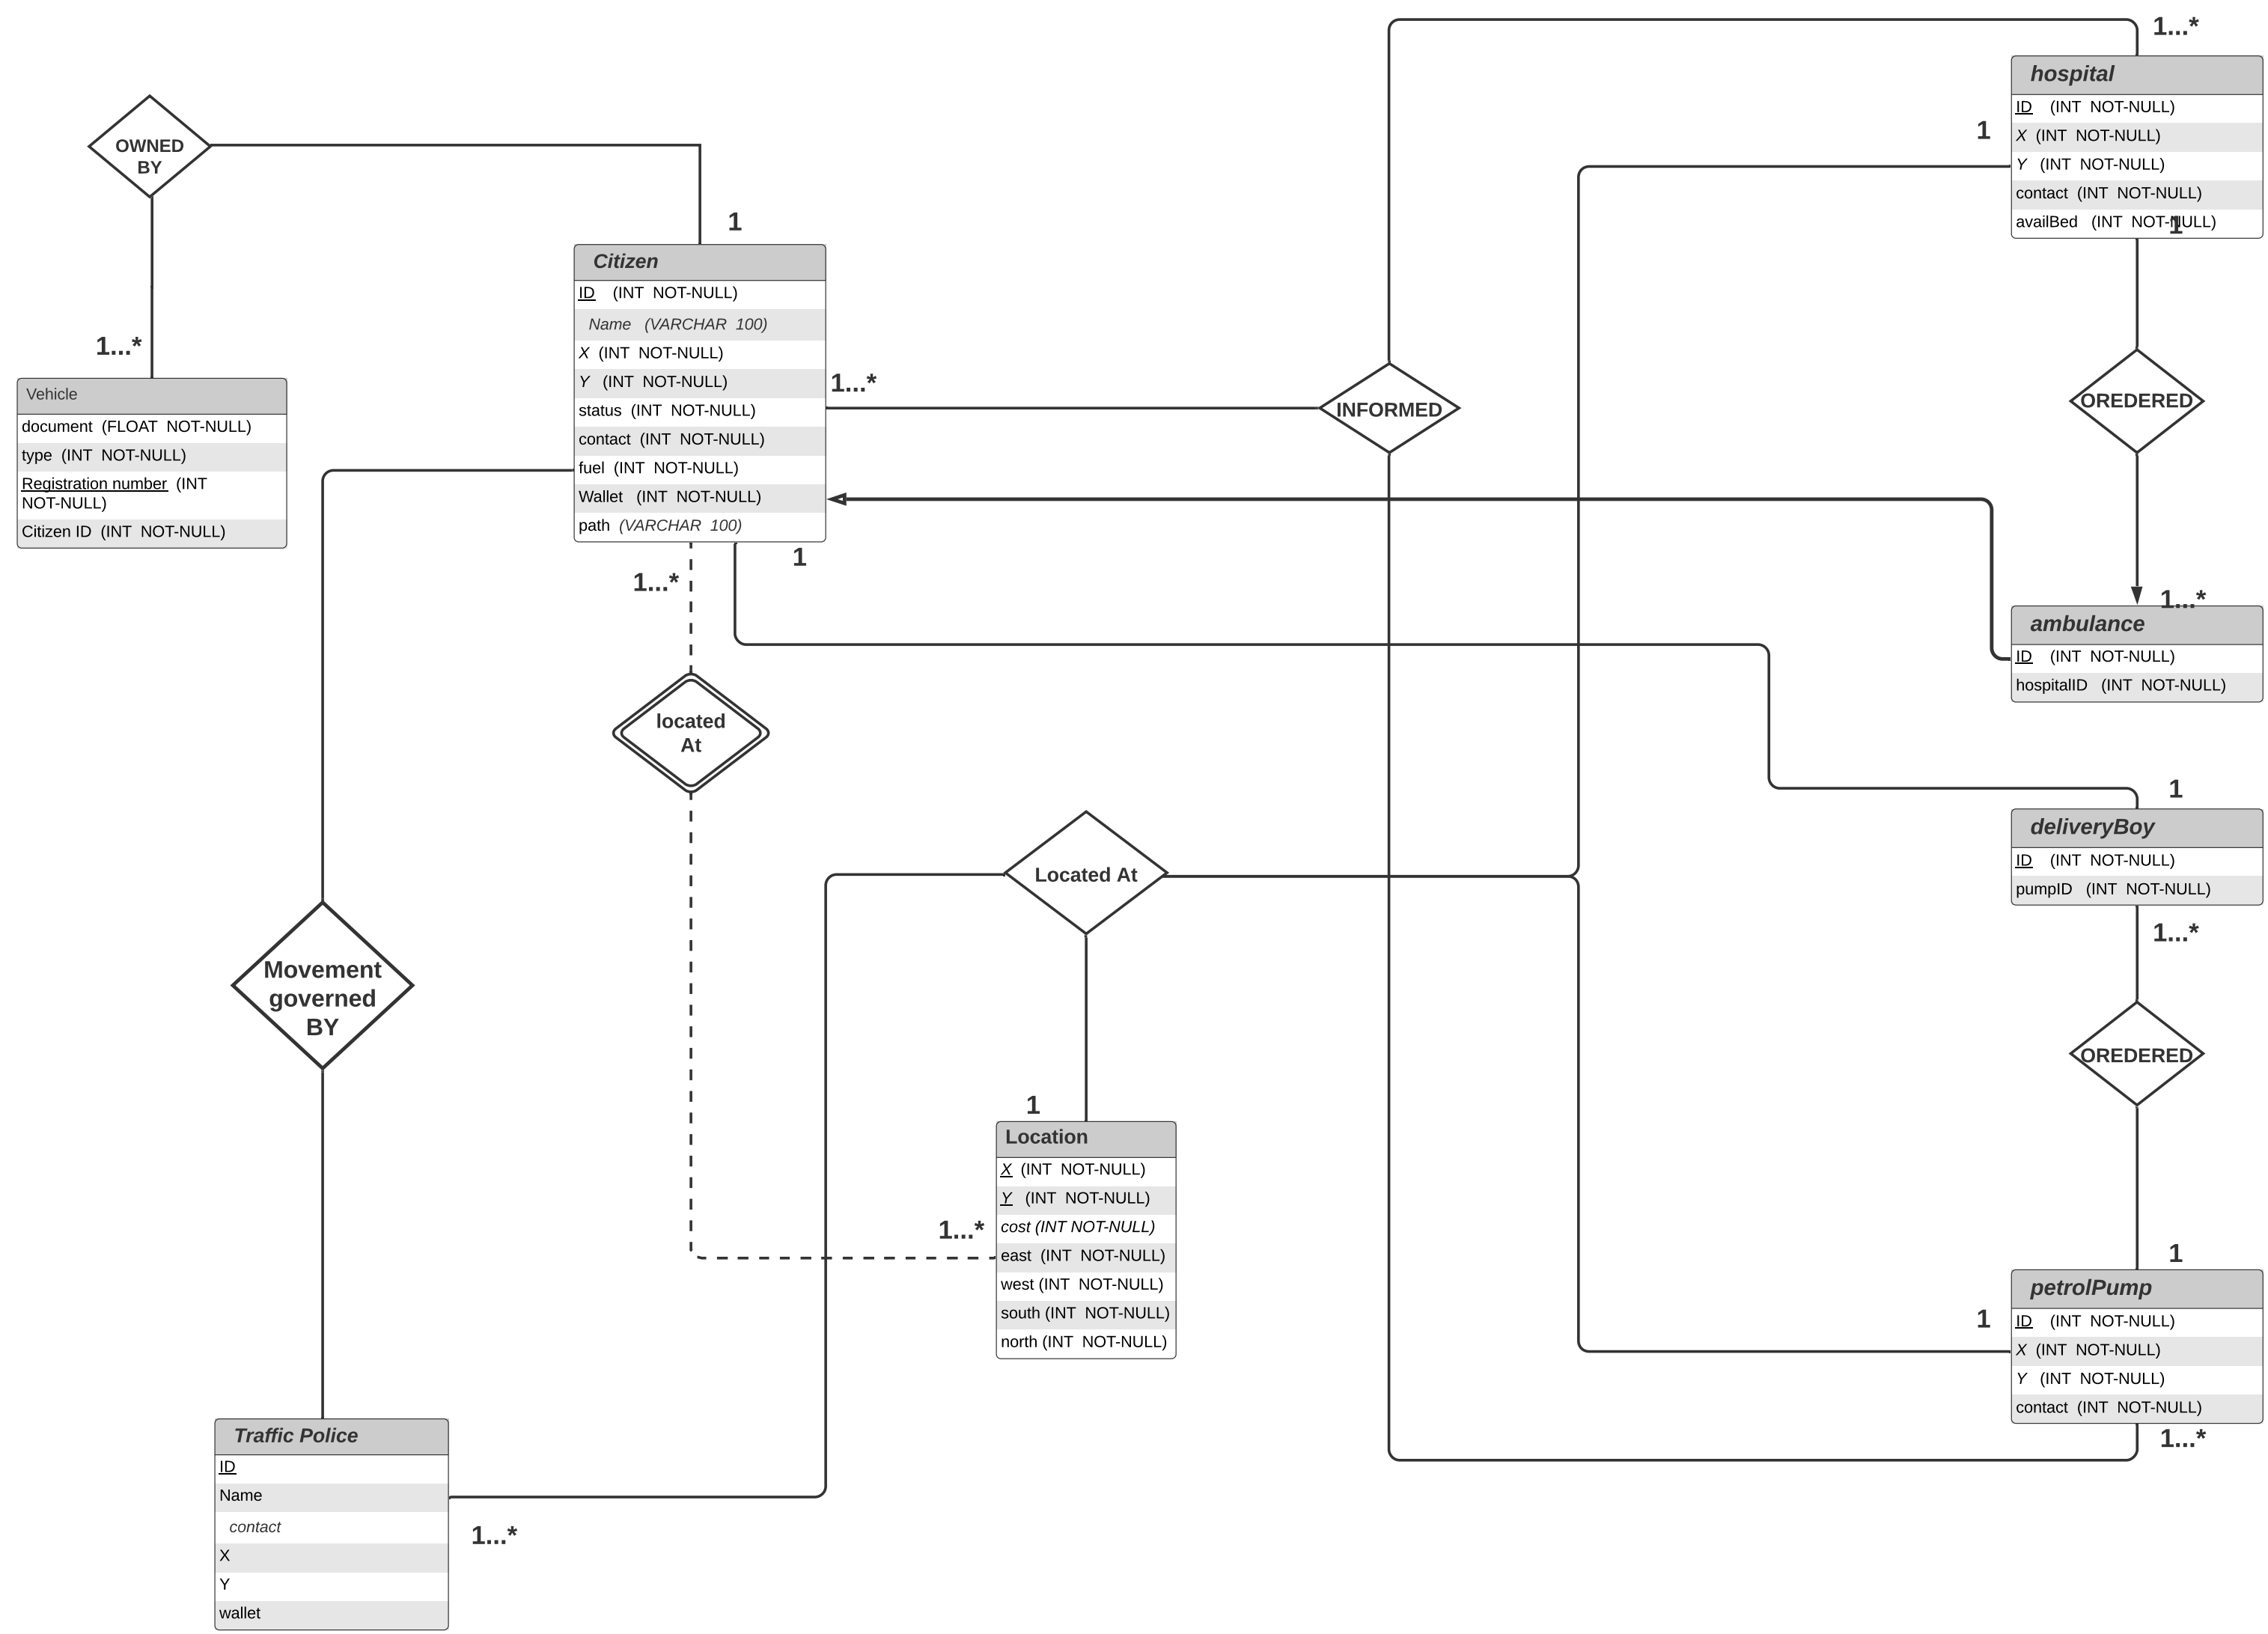 1...*
hospital
ID (INT NOT-NULL)
X (INT NOT-NULL)
Y (INT NOT-NULL)
contact (INT NOT-NULL)
availBed (INT NOT-NULL)
1
1
OWNED
BY
1
1...*
Citizen
ID (INT NOT-NULL)
Name (VARCHAR 100)
X (INT NOT-NULL)
Y (INT NOT-NULL)
status (INT NOT-NULL)
contact (INT NOT-NULL)
fuel (INT NOT-NULL)
Wallet (INT NOT-NULL)
path (VARCHAR 100)
1...*
INFORMED
OREDERED
Vehicle
document (FLOAT NOT-NULL)
type (INT NOT-NULL)
Registration number (INT
NOT-NULL)
Citizen ID (INT NOT-NULL)
1
1...*
1...*
ambulance
ID (INT NOT-NULL)
hospitalID (INT NOT-NULL)
located
At
1
deliveryBoy
ID (INT NOT-NULL)
pumpID (INT NOT-NULL)
1...*
Located At
Movement
governed
BY
OREDERED
1
Location
X (INT NOT-NULL)
Y (INT NOT-NULL)
cost (INT NOT-NULL)
east (INT NOT-NULL)
west (INT NOT-NULL)
south (INT NOT-NULL)
north (INT NOT-NULL)
1...*
1
1
petrolPump
ID (INT NOT-NULL)
X (INT NOT-NULL)
Y (INT NOT-NULL)
contact (INT NOT-NULL)
1...*
Traffic Police
ID
Name
contact
X
Y
wallet
1...*